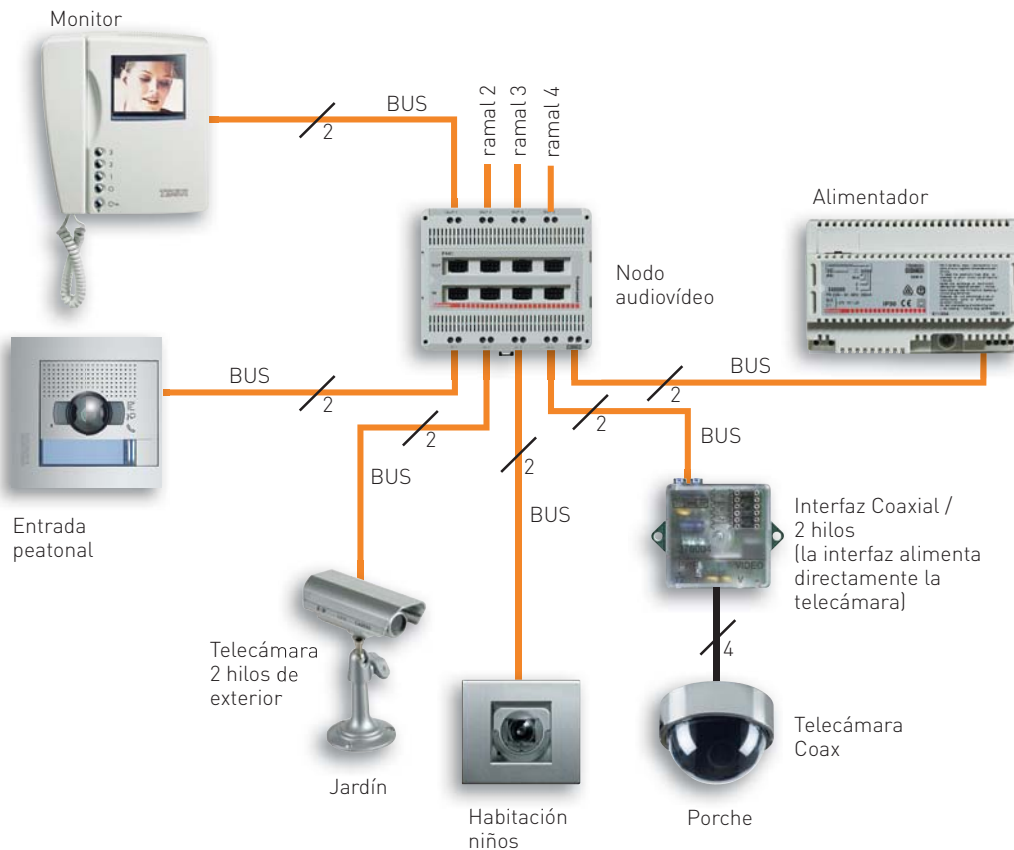 Monitor
BUS
2
ramal 2
ramal 3
ramal 4
Alimentador
Nodo
audiovídeo
BUS
2
BUS
2
2
BUS
2
BUS
2
BUS
Entrada
peatonal
Interfaz Coaxial /
2 hilos
(la interfaz alimenta
directamente la
telecámara)
VIDEO
4
Telecámara
2 hilos de
exterior
Jardín
Habitación
niños
Telecámara
Coax
Porche